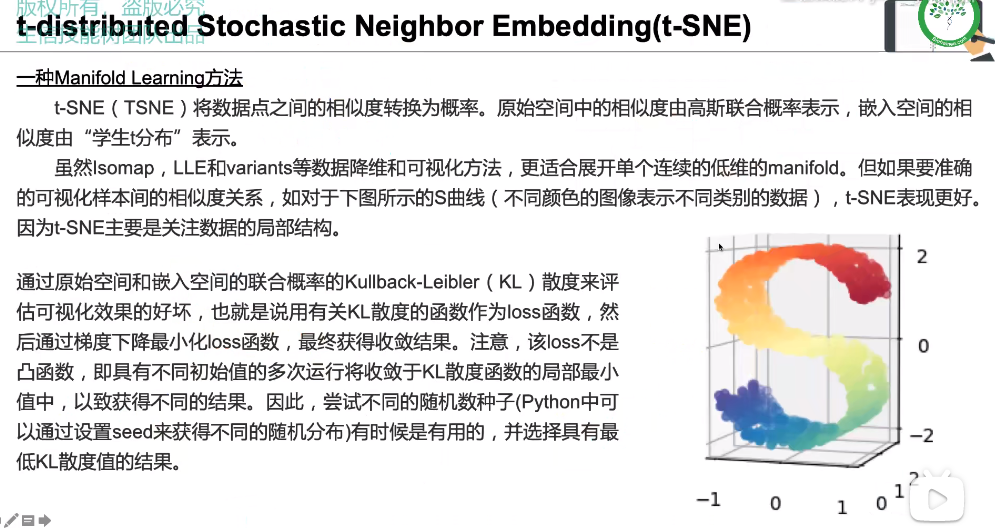 版权所有，盗版必究
生信技能树团队出品
t-distributed Stochastic Neighbor Embedding(t-SNE)
一种Manifold Learning方法
t-SNE（TSNE）将数据点之间的相似度转换为概率。原始空间中的相似度由高斯联合概率表示，嵌入空间的相
似度由“学生t分布”表示。
虽然Isomap，LLE和variants等数据降维和可视化方法，更适合展开单个连续的低维的manifold。但如果要准确
的可视化样本间的相似度关系，如对于下图所示的S曲线（不同颜色的图像表示不同类别的数据），t-SNE表现更好。
因为t-SNE主要是关注数据的局部结构。
通过原始空间和嵌入空间的联合概率的Kullback-Leibler（KL）散度来评
估可视化效果的好坏，也就是说用有关KL散度的函数作为loss函数，然
后通过梯度下降最小化loss函数，最终获得收敛结果。注意，该loss不是
凸函数，即具有不同初始值的多次运行将收敛于KL散度函数的局部最小
值中，以致获得不同的结果。因此，尝试不同的随机数种子(Python中可
以通过设置seed来获得不同的随机分布)有时候是有用的，并选择具有最
低KL散度值的结果。
2
0
−2
−1 0 1 0 1 2